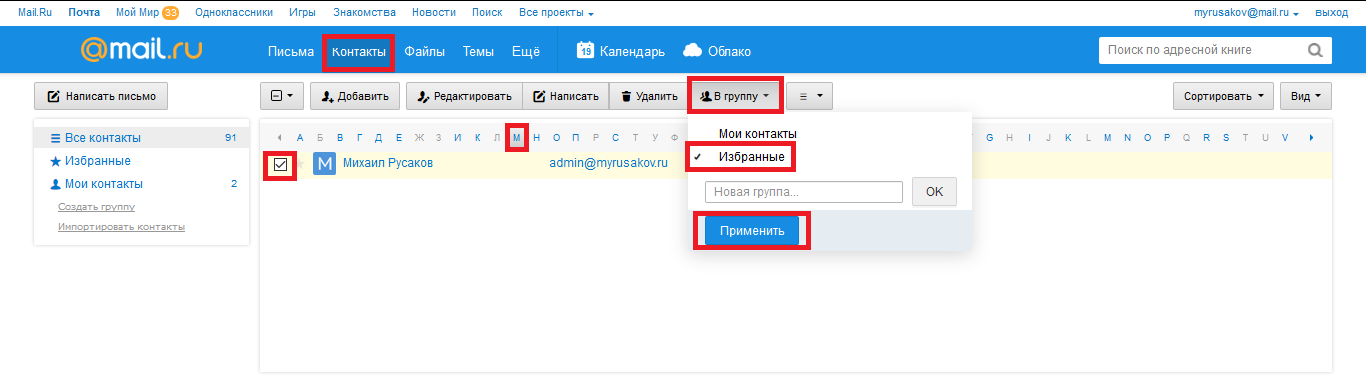 Mail.Ru Почта Мой Мир 33 Одноклассники Игры Знакомства Новости Поиск Все проекты myrusakov@mail.ru выход
@mail.ru Письма Контакты Файлы Темы Ещё 19 Календарь Облако Поиск по адресной книге
Написать письмо Добавить Редактировать Написать Удалить В группу Сортировать Вид
Все контакты 91
Избранные
Мои контакты 2
Создать группу
Импортировать контакты
А Б В Г Д Е Ж З И К Л М Н О П Р С Т У Ф G H I J K L M N O P Q R S T U V
М Михаил Русаков admin@myrusakov.ru
Мои контакты
Избранные
Новая группа... OK
Применить